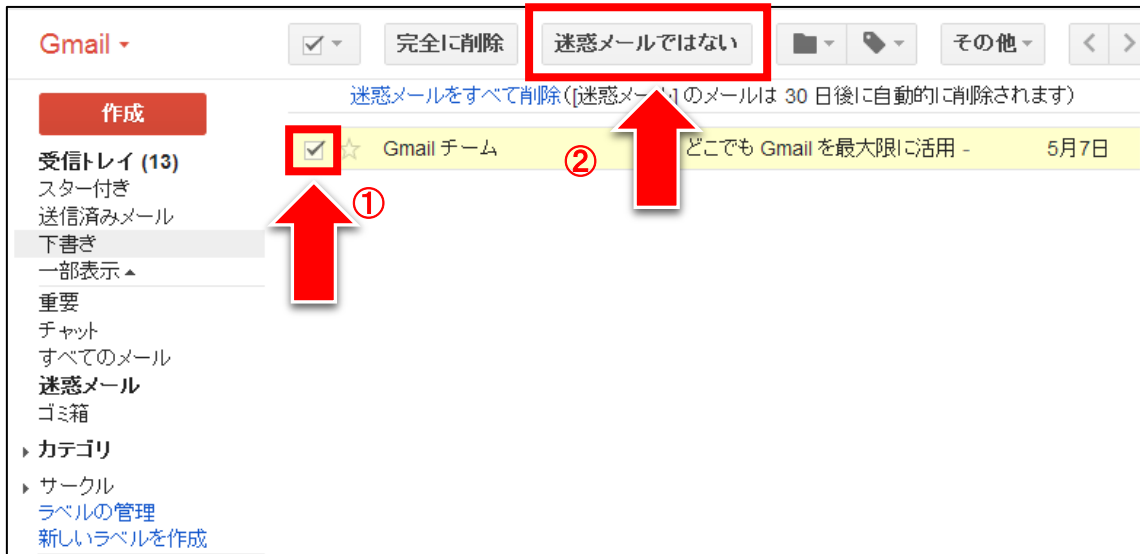 Gmail
完全に削除
迷惑メールではない
その他
迷惑メールをすべて削除([迷惑メール] のメールは 30 日後に自動的に削除されます)
作成
Gmail チーム
どこでも Gmail を最大限に活用 -
5月7日
①
②
受信トレイ (13)
スター付き
送信済みメール
下書き
一部表示
重要
チャット
すべてのメール
迷惑メール
ゴミ箱
カテゴリ
サークル
ラベルの管理
新しいラベルを作成